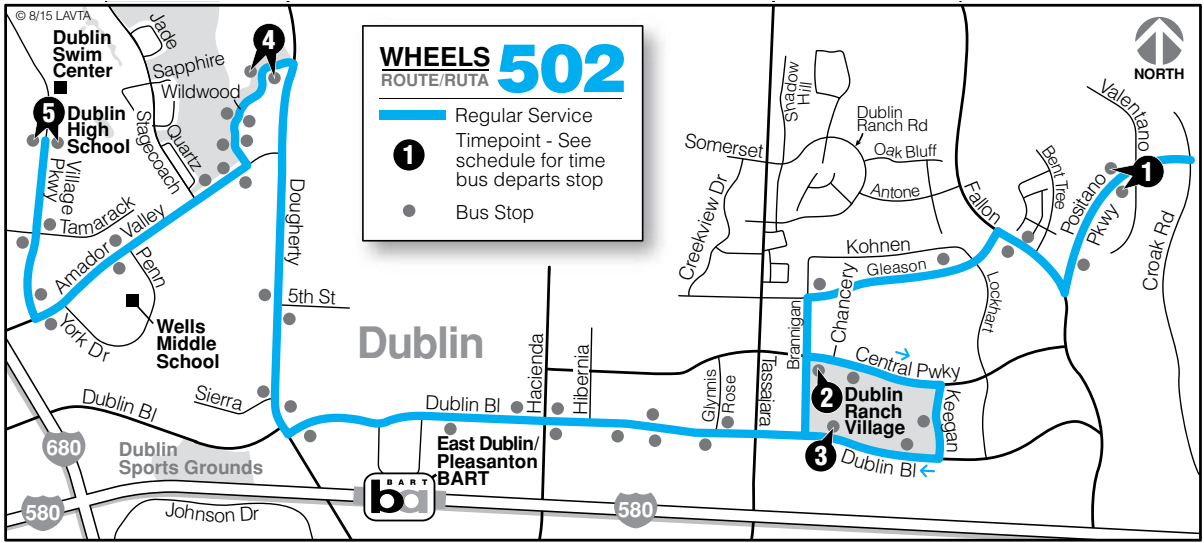 © 8/15 LAVTA
Dublin
Swim
Center
Jade
Sapphire
Wildwood
4
5
Dublin
High
School
Stagecoach
Quartz
Village
Pkwy
Tamarack
Amador Valley
Penn
York Dr
Wells
Middle
School
Dougherty
5th St
Sierra
Dublin Bl
680
Dublin
Sports Grounds
580
Johnson Dr
WHEELS
ROUTE/RUTA
502
Regular Service
1
Timepoint - See
schedule for time
bus departs stop
Bus Stop
Dublin
Dublin Bl
East Dublin/
Pleasanton
BART
BART
ba
580
Hacienda
Hibernia
Glynnis
Rose
Tassajara
Shadow
Hill
Somerset
Dublin
Ranch Rd
Oak Bluff
Antone
Creekview Dr
Kohnen
Gleason
Fallon
Brannigan
Chancery
Lockhart
Central Pwky
Keegan
2
Dublin
Ranch
Village
3
Dublin Bl
Bent Tree
Positano
Pkwy
Valentano
1
Croak Rd
NORTH